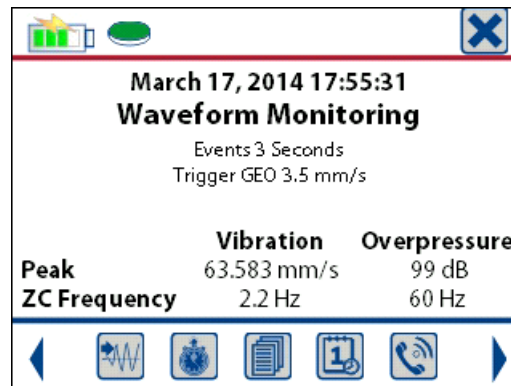 March 17, 2014 17:55:31
Waveform Monitoring
Events 3 Seconds
Trigger GEO 3.5 mm/s
Vibration Overpressure
Peak 63.583 mm/s 99 dB
ZC Frequency 2.2 Hz 60 Hz
1